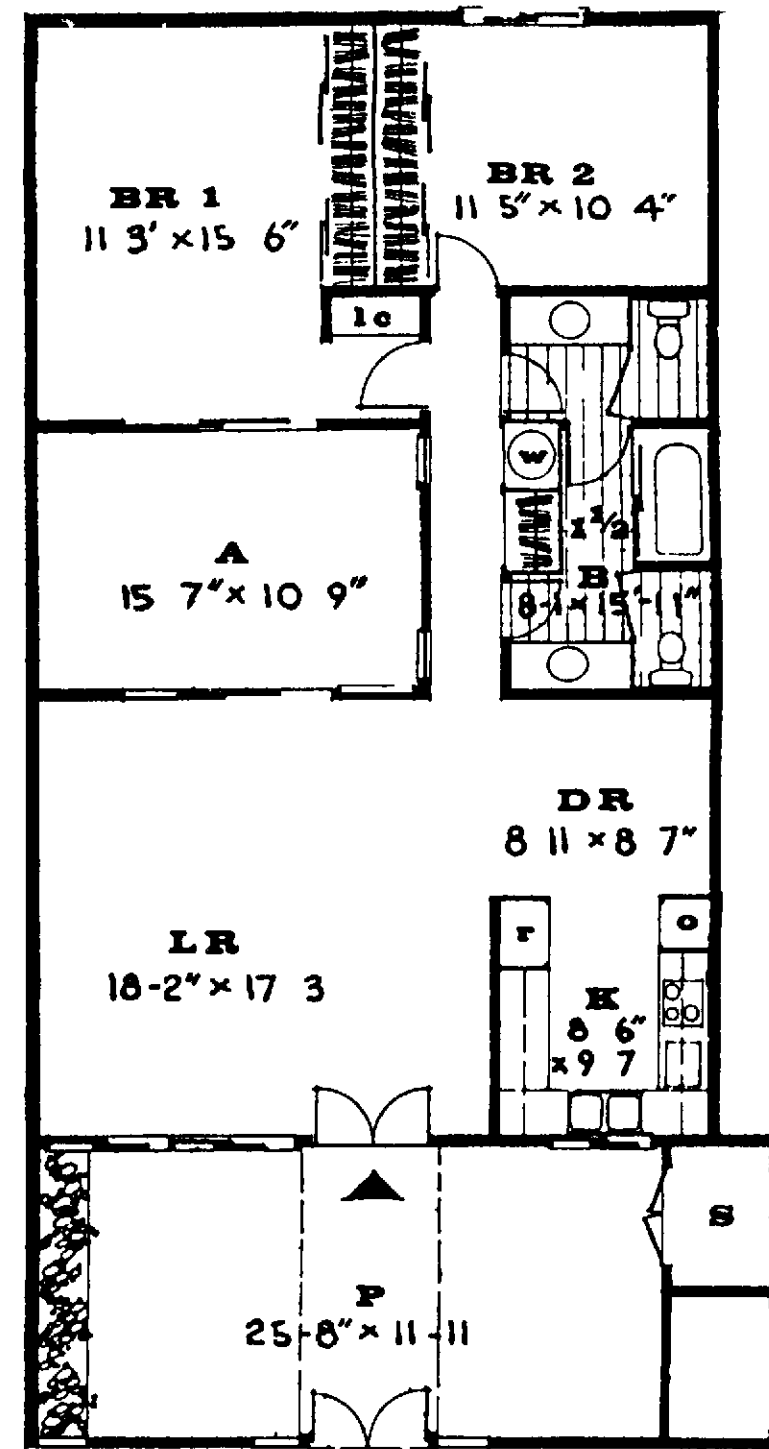 BR 1
11 3' × 15 6"
BR 2
11 5" × 10 4"
lc
w
A
15 7" × 10 9"
1 1/2
B
8-1 × 15'-11"
DR
8 11 × 8 7"
LR
18-2" × 17 3
r
o
K
8 6"
× 9 7
S
P
25-8" × 11-11